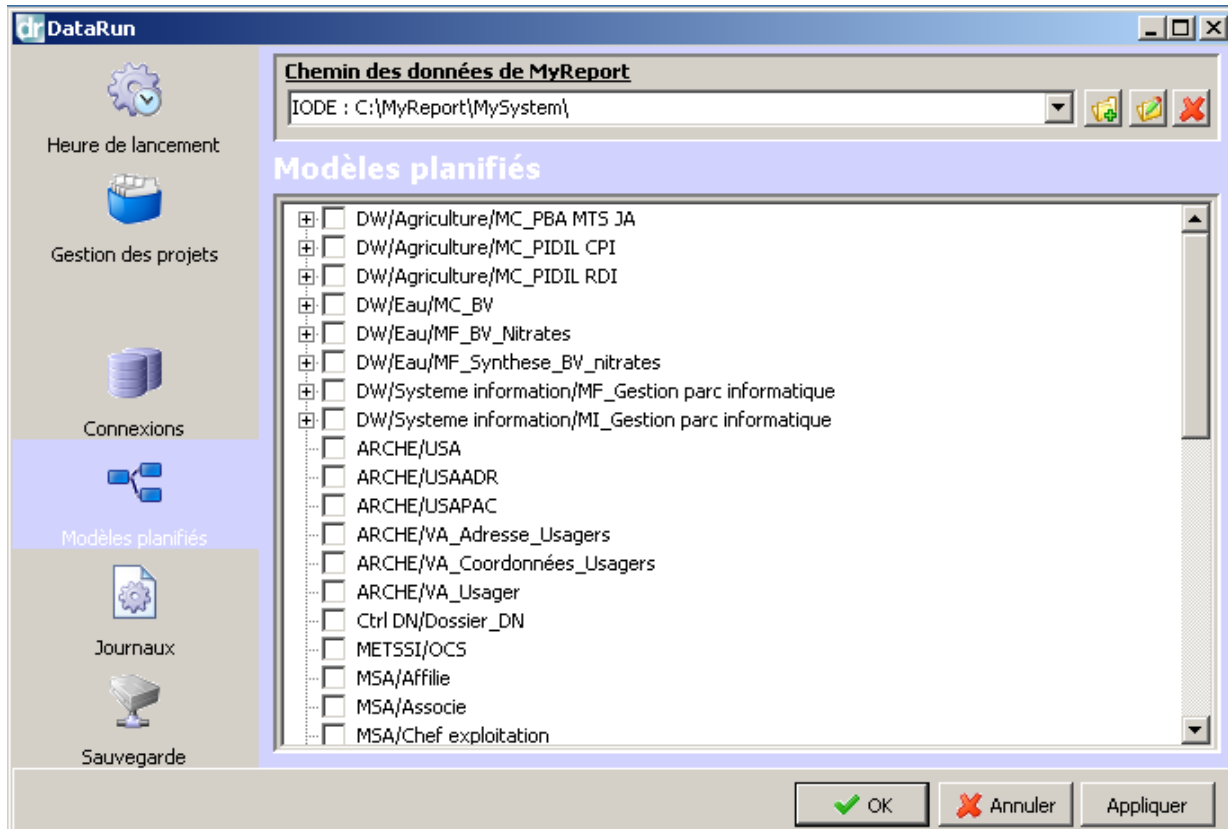 dr DataRun
Heure de lancement
Gestion des projets
Connexions
Modèles planifiés
Journaux
Sauvegarde
Chemin des données de MyReport
IODE : C:\MyReport\MySystem\
Modèles planifiés
DW/Agriculture/MC_PBA MTS JA
DW/Agriculture/MC_PIDIL CPI
DW/Agriculture/MC_PIDIL RDI
DW/Eau/MC_BV
DW/Eau/MF_BV_Nitrates
DW/Eau/MF_Synthese_BV_nitrates
DW/Systeme information/MF_Gestion parc informatique
DW/Systeme information/MI_Gestion parc informatique
ARCHE/USA
ARCHE/USAADR
ARCHE/USAPAC
ARCHE/VA_Adresse_Usagers
ARCHE/VA_Coordonnées_Usagers
ARCHE/VA_Usager
Ctrl DN/Dossier_DN
METSSI/OCS
MSA/Affilie
MSA/Associe
MSA/Chef exploitation
OK
Annuler
Appliquer